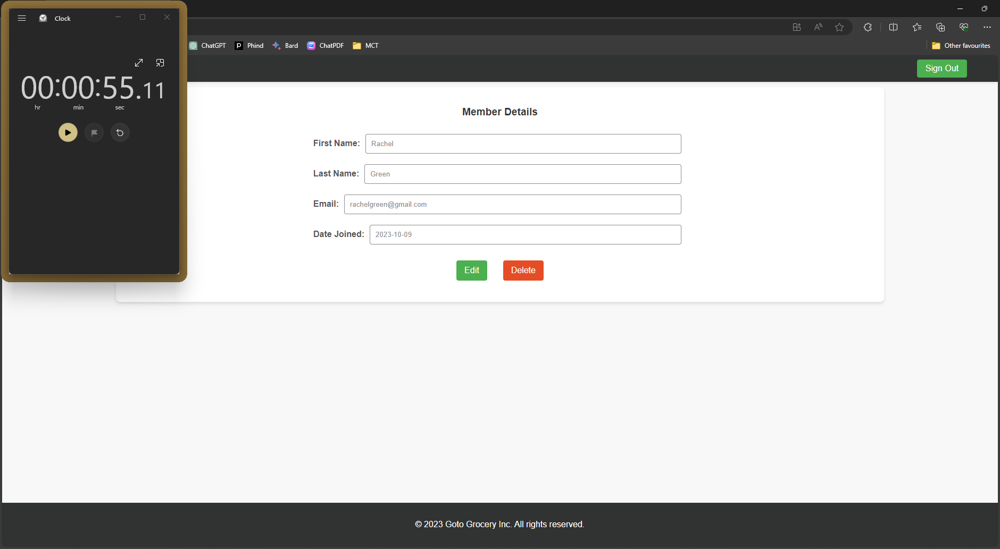 Clock
00:00:55.11
hr min sec
ChatGPT Phind Bard ChatPDF MCT Other favourites
Sign Out
Member Details
First Name: Rachel
Last Name: Green
Email: rachelgreen@gmail.com
Date Joined: 2023-10-09
Edit Delete
© 2023 Goto Grocery Inc. All rights reserved.